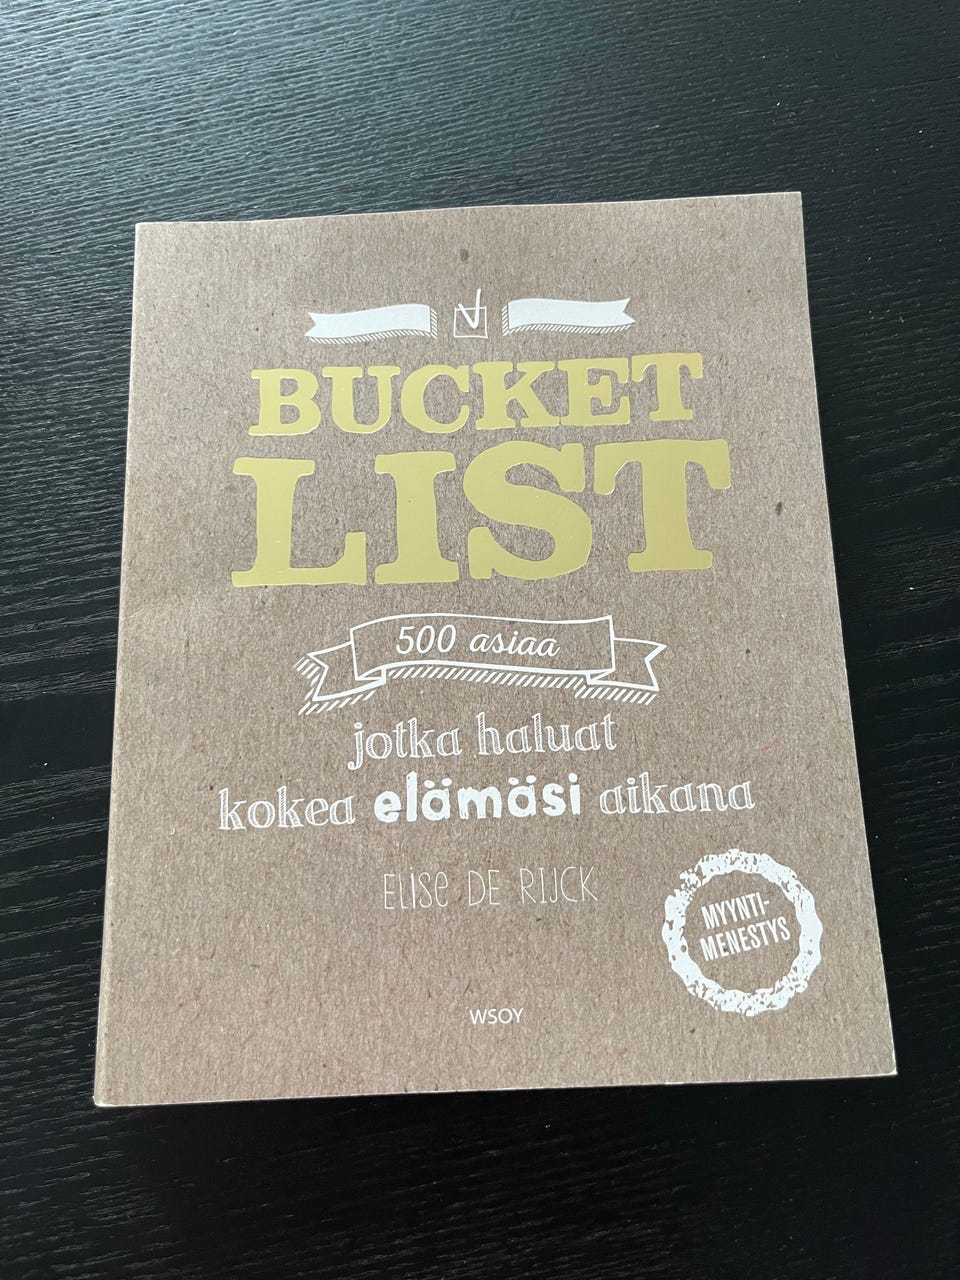 BUCKET
LIST
500 asiaa
jotka haluat
kokea elämäsi aikana
ELISE DE RIJCK
MYYNTI-
MENESTYS
WSOY